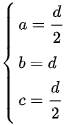 a = d/2
b = d
c = d/2